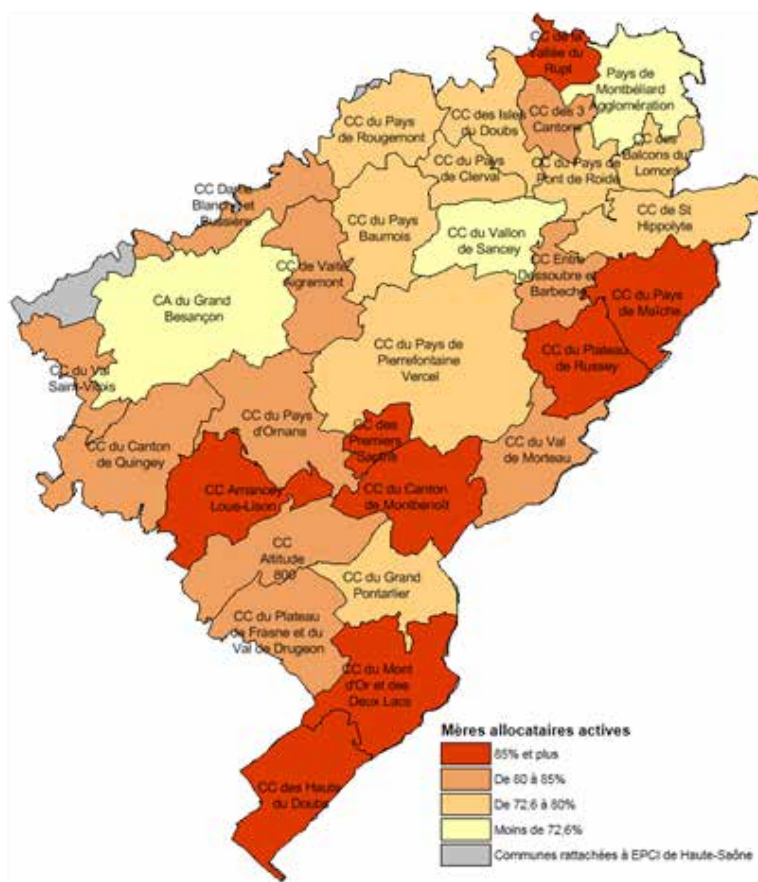 CC de la
Vallée du
Rupt
Pays de
Montbéliard
Agglomération
CC du Pays
de Rougemont
CC des Isles
du Doubs
CC des 3
Cantons
CC des
Balcons du
Lomont
CC du Pays
de Clerval
CC du Pays de
Pont de Roide
CC Dame
Blanche et
Bussière
CC du Pays
Baumois
CC du Vallon
de Sancey
CC de St
Hippolyte
CC de Vaite
Aigremont
CC Entre
Dessoubre et
Barbeche
CC du Pays
de Maîche
CA du Grand
Besançon
CC du Pays de
Pierrefontaine
Vercel
CC du Plateau
de Russey
CC du Val
Saint-Vitois
CC du Pays
d'Ornans
CC des
Premiers
Sapins
CC du Val
de Morteau
CC du Canton
de Quingey
CC Amancey
Loue-Lison
CC du Canton
de Montbenoît
CC
Altitude
800
CC du Grand
Pontarlier
CC du Plateau
de Frasne et du
Val de Drugeon
CC du Mont
d'Or et des
Deux Lacs
CC des Hauts
du Doubs
Mères allocataires actives
85% et plus
De 80 à 85%
De 72,6 à 80%
Moins de 72,6%
Communes rattachées à EPCI de Haute-Saône